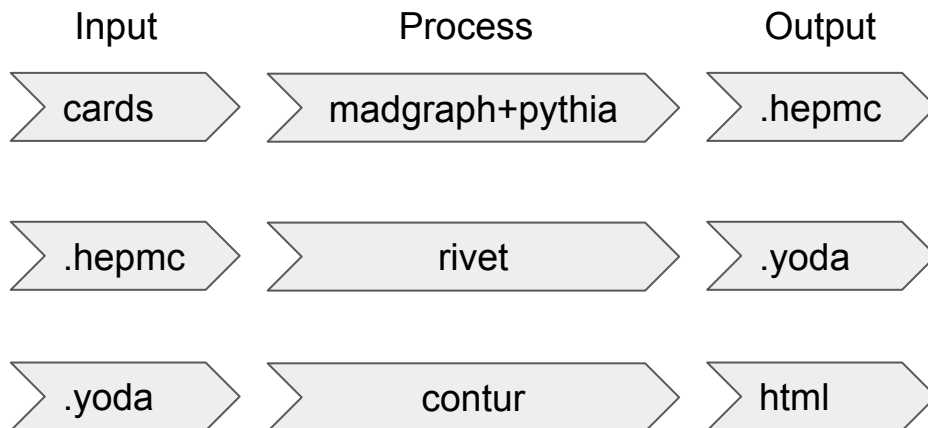 Input Process Output
cards madgraph+pythia .hepmc
.hepmc rivet .yoda
.yoda contur html